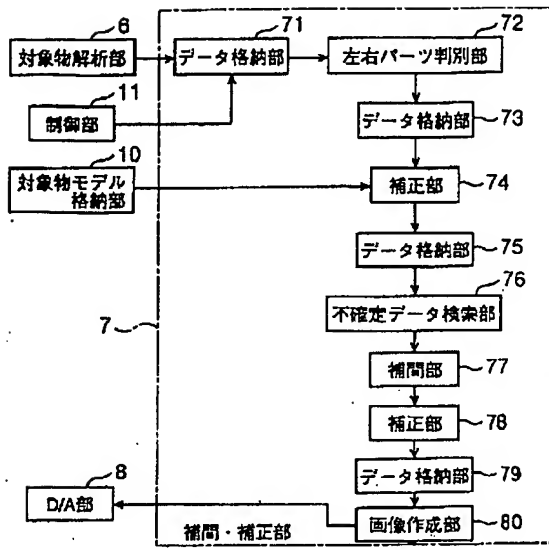 6
対象物解析部
71
データ格納部
72
左右パーツ判別部
11
制御部
データ格納部
73
10
対象物モデル
格納部
補正部
74
データ格納部
75
76
不確定データ検索部
7
補間部
77
補正部
78
8
D/A部
データ格納部
79
補間・補正部
画像作成部
80